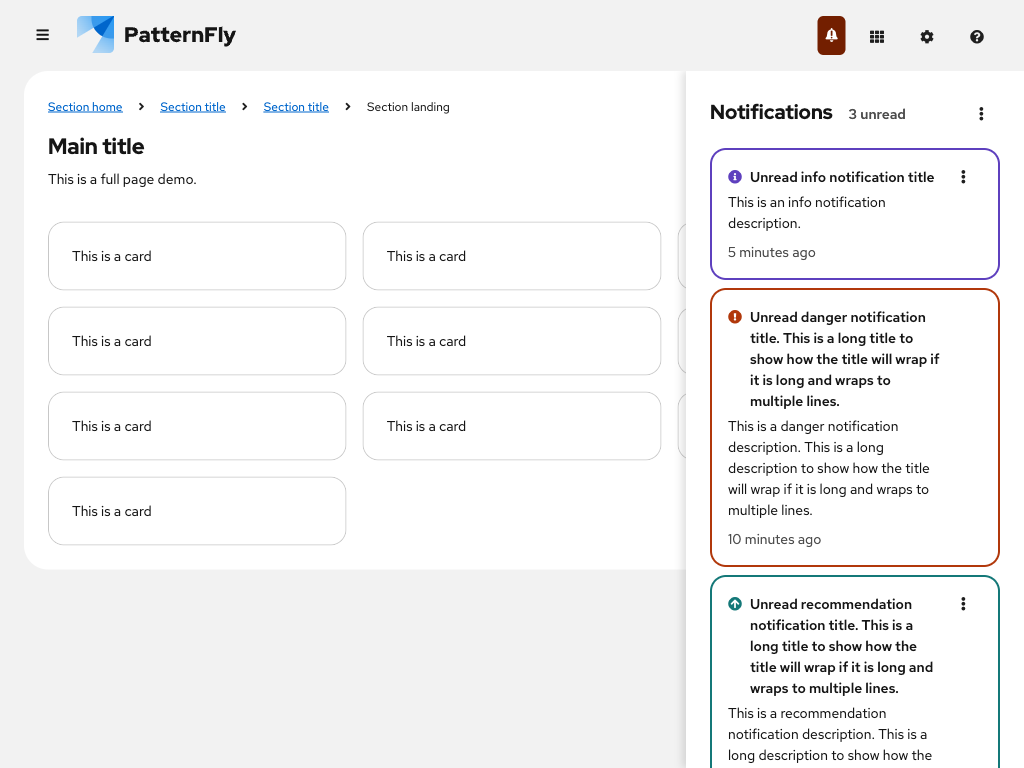 PatternFly
Section home
Section title
Section title
Section landing
Main title
This is a full page demo.
This is a card
This is a card
This is a card
This is a card
This is a card
This is a card
This is a card
Notifications
3 unread
Unread info notification title
This is an info notification
description.
5 minutes ago
Unread danger notification
title. This is a long title to
show how the title will wrap if
it is long and wraps to
multiple lines.
This is a danger notification
description. This is a long
description to show how the title
will wrap if it is long and wraps to
multiple lines.
10 minutes ago
Unread recommendation
notification title. This is a
long title to show how the
title will wrap if it is long and
wraps to multiple lines.
This is a recommendation
notification description. This is a
long description to show how the